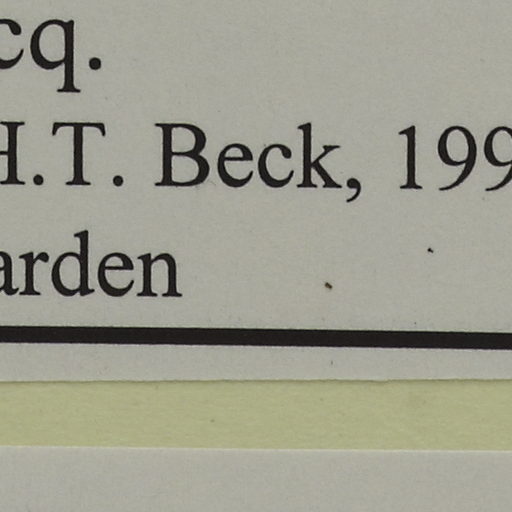 cq.
H.T. Beck, 199
arden